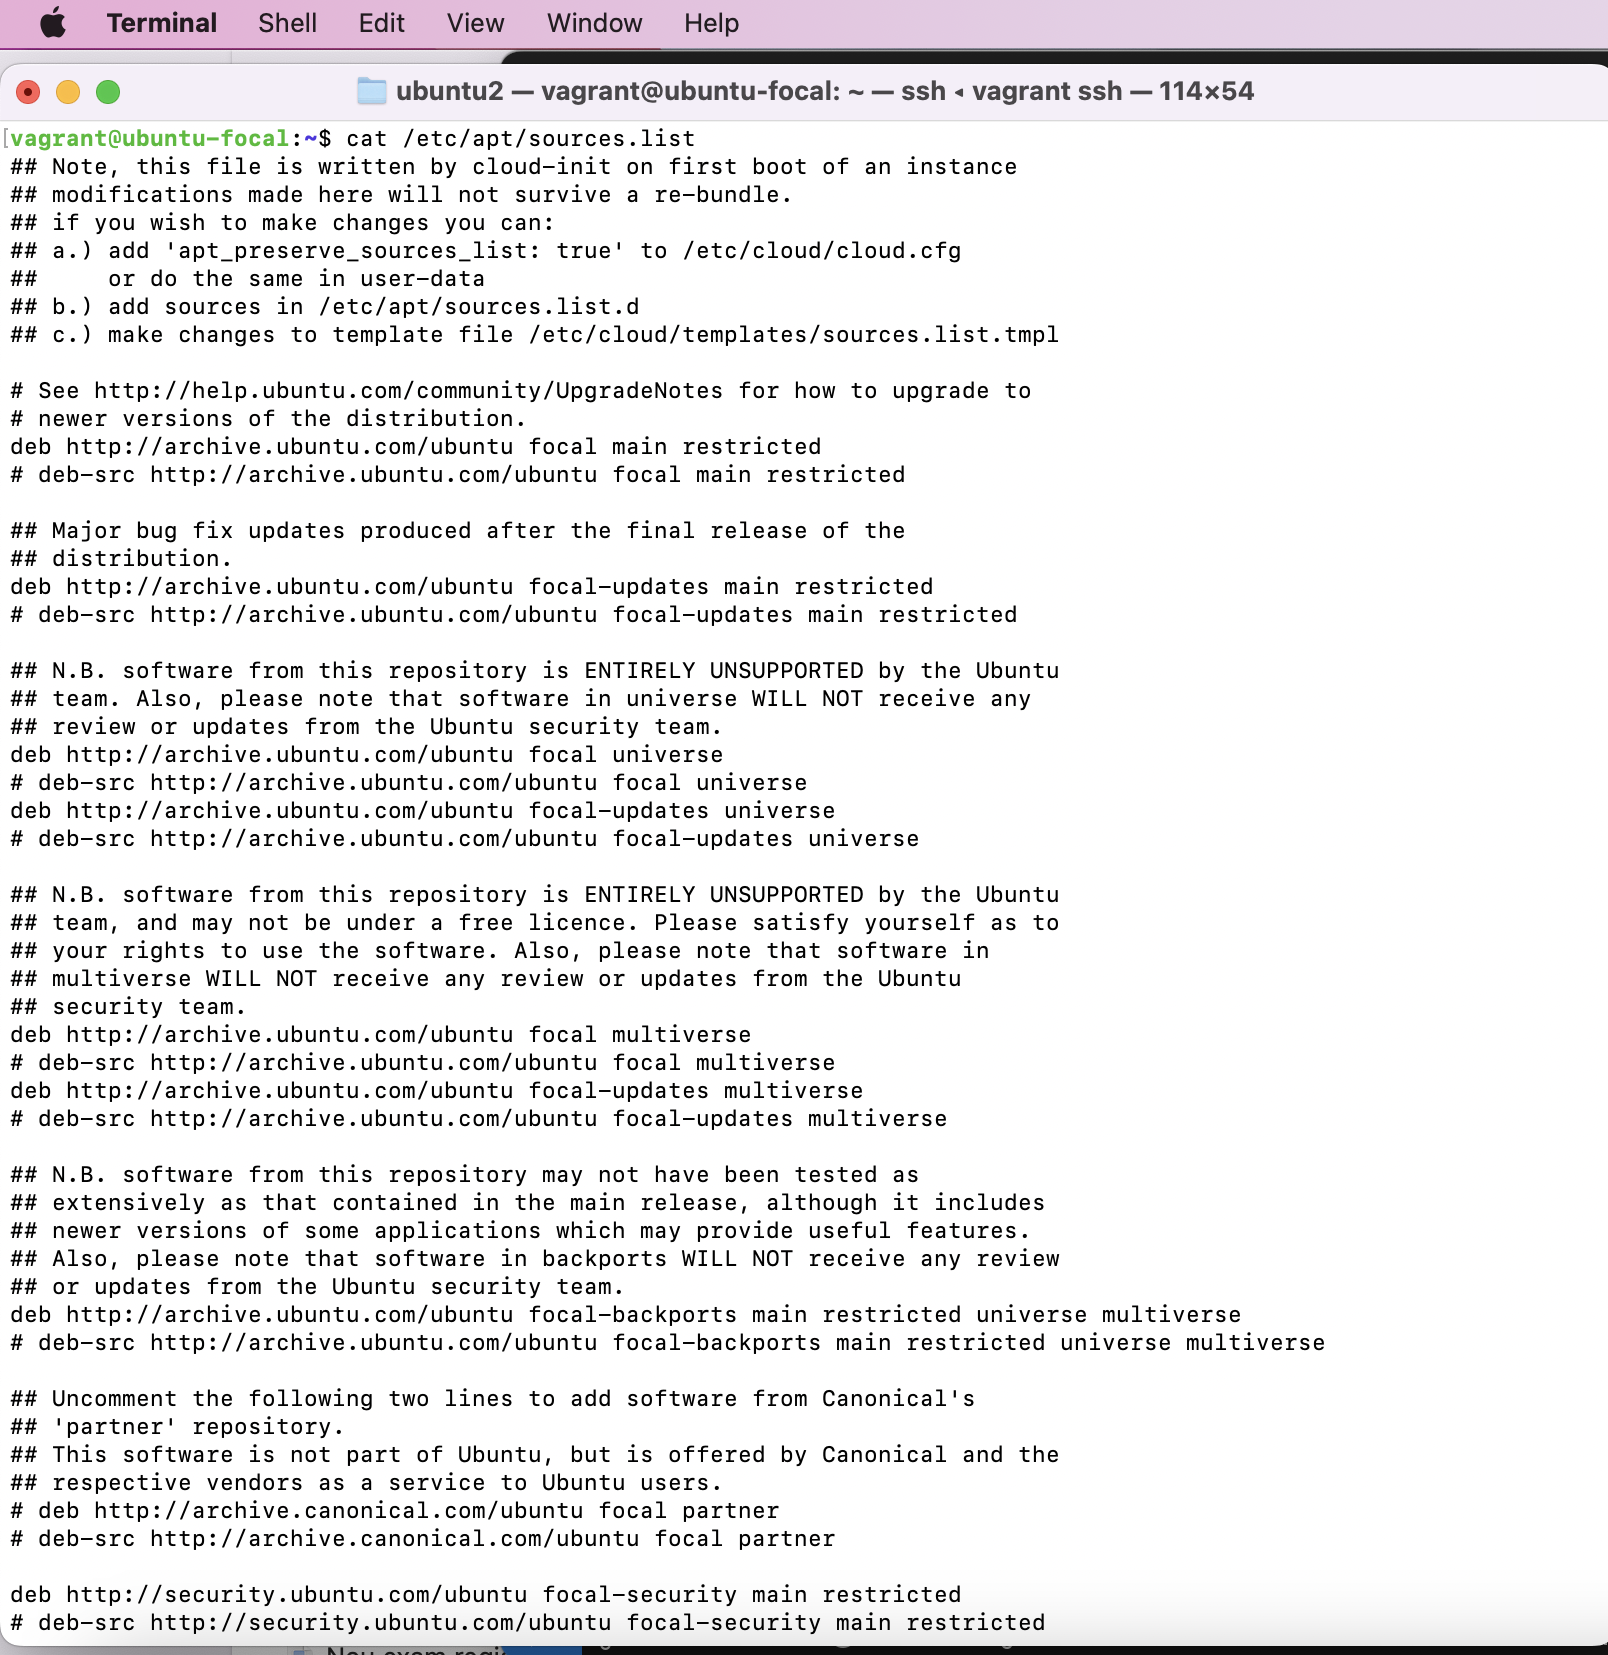 Terminal Shell Edit View Window Help
ubuntu2 — vagrant@ubuntu-focal: ~ — ssh ◂ vagrant ssh — 114×54
[vagrant@ubuntu-focal:~$ cat /etc/apt/sources.list
## Note, this file is written by cloud-init on first boot of an instance
## modifications made here will not survive a re-bundle.
## if you wish to make changes you can:
## a.) add 'apt_preserve_sources_list: true' to /etc/cloud/cloud.cfg
##     or do the same in user-data
## b.) add sources in /etc/apt/sources.list.d
## c.) make changes to template file /etc/cloud/templates/sources.list.tmpl

# See http://help.ubuntu.com/community/UpgradeNotes for how to upgrade to
# newer versions of the distribution.
deb http://archive.ubuntu.com/ubuntu focal main restricted
# deb-src http://archive.ubuntu.com/ubuntu focal main restricted

## Major bug fix updates produced after the final release of the
## distribution.
deb http://archive.ubuntu.com/ubuntu focal-updates main restricted
# deb-src http://archive.ubuntu.com/ubuntu focal-updates main restricted

## N.B. software from this repository is ENTIRELY UNSUPPORTED by the Ubuntu
## team. Also, please note that software in universe WILL NOT receive any
## review or updates from the Ubuntu security team.
deb http://archive.ubuntu.com/ubuntu focal universe
# deb-src http://archive.ubuntu.com/ubuntu focal universe
deb http://archive.ubuntu.com/ubuntu focal-updates universe
# deb-src http://archive.ubuntu.com/ubuntu focal-updates universe

## N.B. software from this repository is ENTIRELY UNSUPPORTED by the Ubuntu
## team, and may not be under a free licence. Please satisfy yourself as to
## your rights to use the software. Also, please note that software in
## multiverse WILL NOT receive any review or updates from the Ubuntu
## security team.
deb http://archive.ubuntu.com/ubuntu focal multiverse
# deb-src http://archive.ubuntu.com/ubuntu focal multiverse
deb http://archive.ubuntu.com/ubuntu focal-updates multiverse
# deb-src http://archive.ubuntu.com/ubuntu focal-updates multiverse

## N.B. software from this repository may not have been tested as
## extensively as that contained in the main release, although it includes
## newer versions of some applications which may provide useful features.
## Also, please note that software in backports WILL NOT receive any review
## or updates from the Ubuntu security team.
deb http://archive.ubuntu.com/ubuntu focal-backports main restricted universe multiverse
# deb-src http://archive.ubuntu.com/ubuntu focal-backports main restricted universe multiverse

## Uncomment the following two lines to add software from Canonical's
## 'partner' repository.
## This software is not part of Ubuntu, but is offered by Canonical and the
## respective vendors as a service to Ubuntu users.
# deb http://archive.canonical.com/ubuntu focal partner
# deb-src http://archive.canonical.com/ubuntu focal partner

deb http://security.ubuntu.com/ubuntu focal-security main restricted
# deb-src http://security.ubuntu.com/ubuntu focal-security main restricted